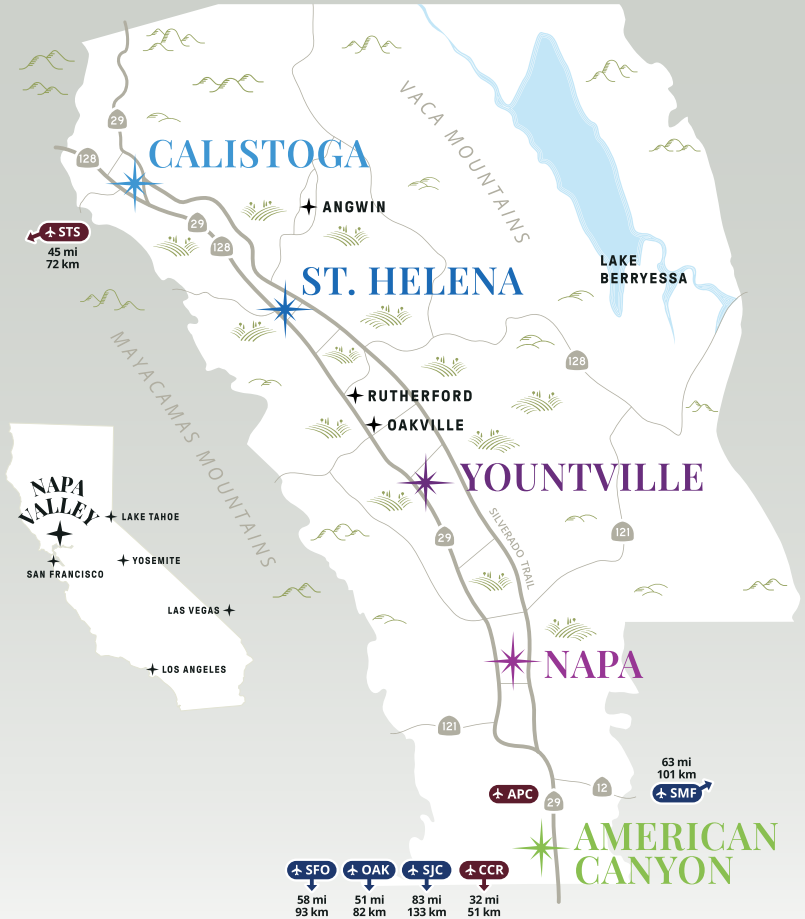 29
128
CALISTOGA
VACA MOUNTAINS
ANGWIN
29
128
STS
45 mi
72 km
LAKE
BERRYESSA
ST. HELENA
MAYACAMAS MOUNTAINS
128
RUTHERFORD
OAKVILLE
YOUNTVILLE
SILVERADO TRAIL
29
121
NAPA
VALLEY
LAKE TAHOE
YOSEMITE
SAN FRANCISCO
LAS VEGAS
LOS ANGELES
NAPA
121
63 mi
101 km
SMF
APC
29
12
AMERICAN
CANYON
SFO
58 mi
93 km
OAK
51 mi
82 km
SJC
83 mi
133 km
CCR
32 mi
51 km